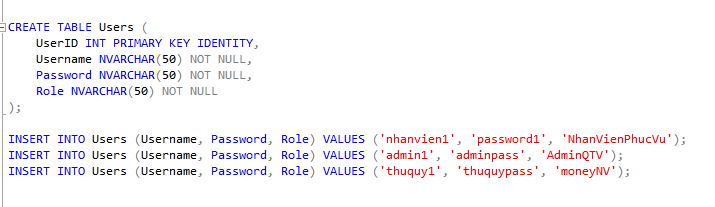 CREATE TABLE Users (
UserID INT PRIMARY KEY IDENTITY,
Username NVARCHAR(50) NOT NULL,
Password NVARCHAR(50) NOT NULL,
Role NVARCHAR(50) NOT NULL
);
INSERT INTO Users (Username, Password, Role) VALUES ('nhanvien1', 'password1', 'NhanVienPhucVu');
INSERT INTO Users (Username, Password, Role) VALUES ('admin1', 'adminpass', 'AdminQTV');
INSERT INTO Users (Username, Password, Role) VALUES ('thuquy1', 'thuquypass', 'moneyNV');